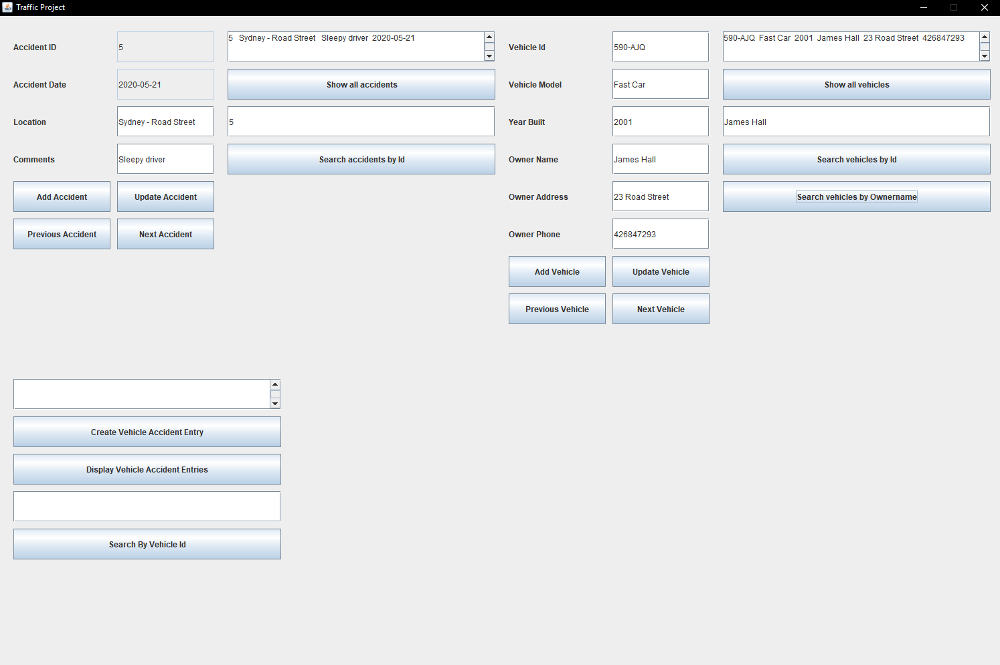 Traffic Project
Accident ID
5
5 Sydney - Road Street Sleepy driver 2020-05-21
Accident Date
2020-05-21
Show all accidents
Location
Sydney - Road Street
5
Comments
Sleepy driver
Search accidents by Id
Add Accident
Update Accident
Previous Accident
Next Accident
Vehicle Id
590-AJQ
590-AJQ Fast Car 2001 James Hall 23 Road Street 426847293
Vehicle Model
Fast Car
Show all vehicles
Year Built
2001
James Hall
Owner Name
James Hall
Search vehicles by Id
Owner Address
23 Road Street
Search vehicles by Ownername
Owner Phone
426847293
Add Vehicle
Update Vehicle
Previous Vehicle
Next Vehicle
Create Vehicle Accident Entry
Display Vehicle Accident Entries
Search By Vehicle Id